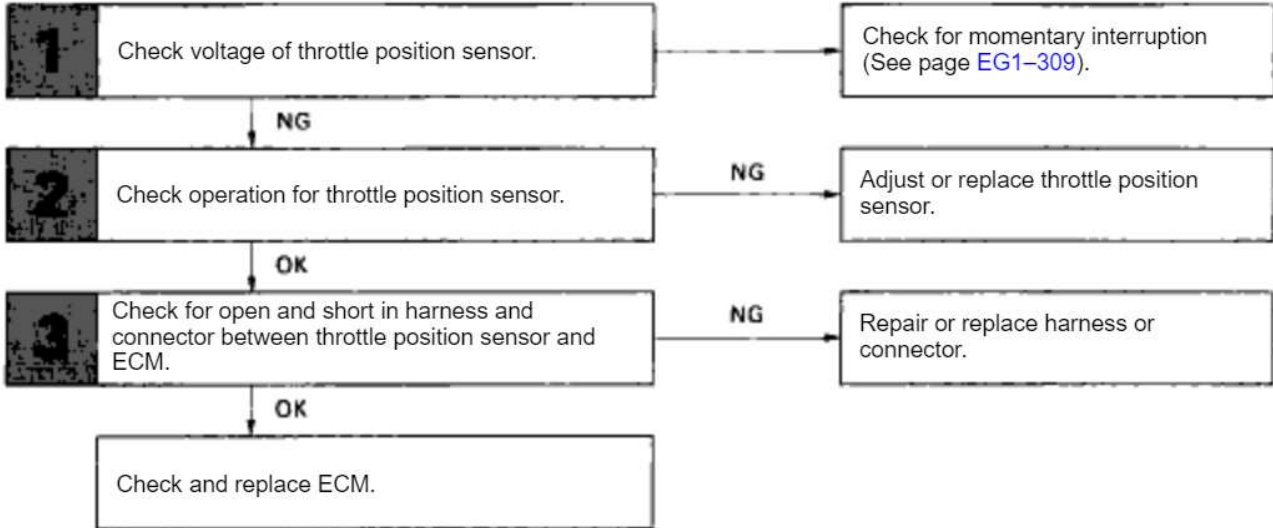 1
Check voltage of throttle position sensor.
Check for momentary interruption
(See page EG1–309).
NG
2
Check operation for throttle position sensor.
NG
Adjust or replace throttle position
sensor.
OK
3
Check for open and short in harness and
connector between throttle position sensor and
ECM.
NG
Repair or replace harness or
connector.
OK
Check and replace ECM.